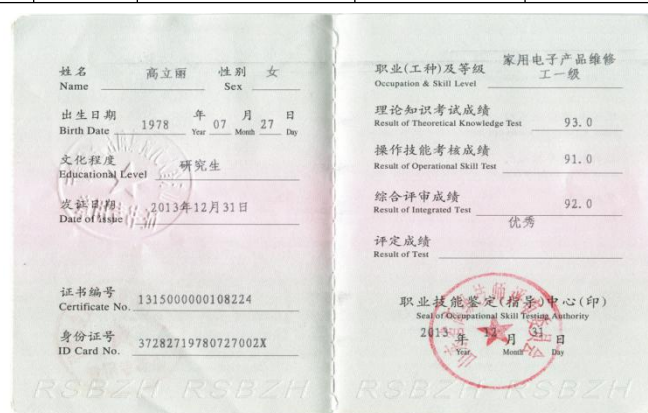 姓名 高立丽 性别 女
Name Sex
出生日期 1978 年 07 月 27 日
Birth Date Year Month Day
文化程度 研究生
Educational Level
发证日期 2013年12月31日
Date of Issue
证书编号 1315000000108224
Certificate No.
身份证号 37282719780727002X
ID Card No.
RSBZH RSBZH
职业(工种)及等级 家用电子产品维修
Occupation & Skill Level 工一级
理论知识考试成绩 93.0
Result of Theoretical Knowledge Test
操作技能考核成绩 91.0
Result of Operational Skill Test
综合评审成绩 92.0
Result of Integrated Test
优秀
评定成绩
Result of Test
职业技能鉴定(指导)中心(印)
Seal of Occupational Skill Testing Authority
2013 年 12 月 31 日
Year Month Day
RSBZH RSBZH